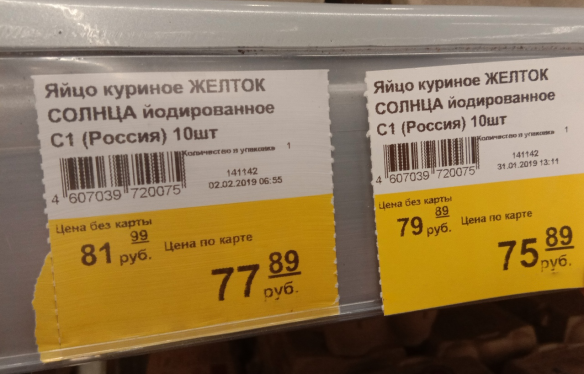 Яйцо куриное ЖЕЛТОК
СОЛНЦА йодированное
С1 (Россия) 10шт
Количество в упаковке 1
4 607039 720075
141142
02.02.2019 06:55
Цена без карты
81 99 руб.
Цена по карте
77 89 руб.
Яйцо куриное ЖЕЛТОК
СОЛНЦА йодированное
С1 (Россия) 10шт
Количество в упаковке 1
4 607039 720075
141142
31.01.2019 13:11
Цена без карты
79 89 руб.
Цена по карте
75 89 руб.